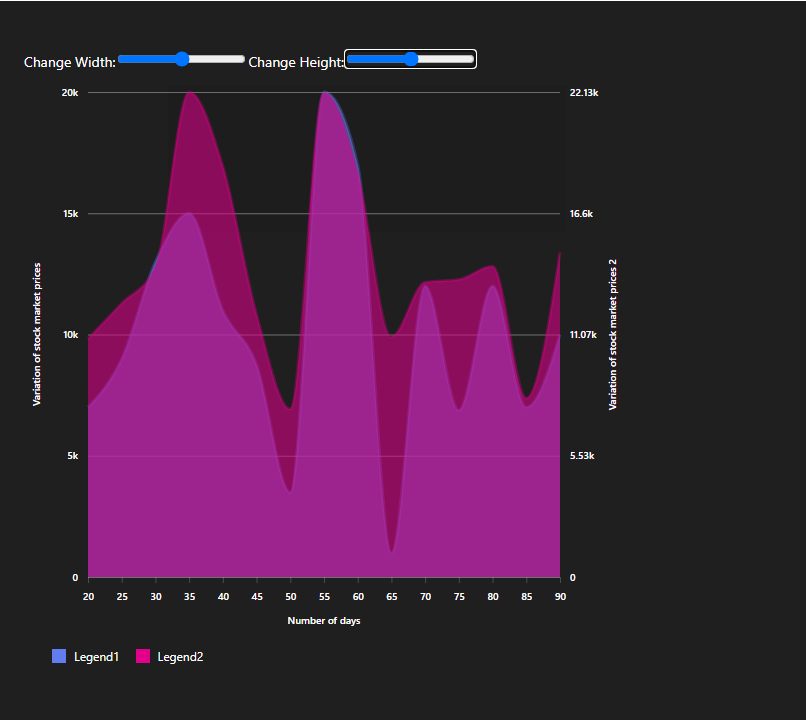 Change Width: Change Height:
20k 22.13k
15k 16.6k
Variation of stock market prices
Variation of stock market prices 2
10k 11.07k
5k 5.53k
0 0
20 25 30 35 40 45 50 55 60 65 70 75 80 85 90
Number of days
Legend1 Legend2